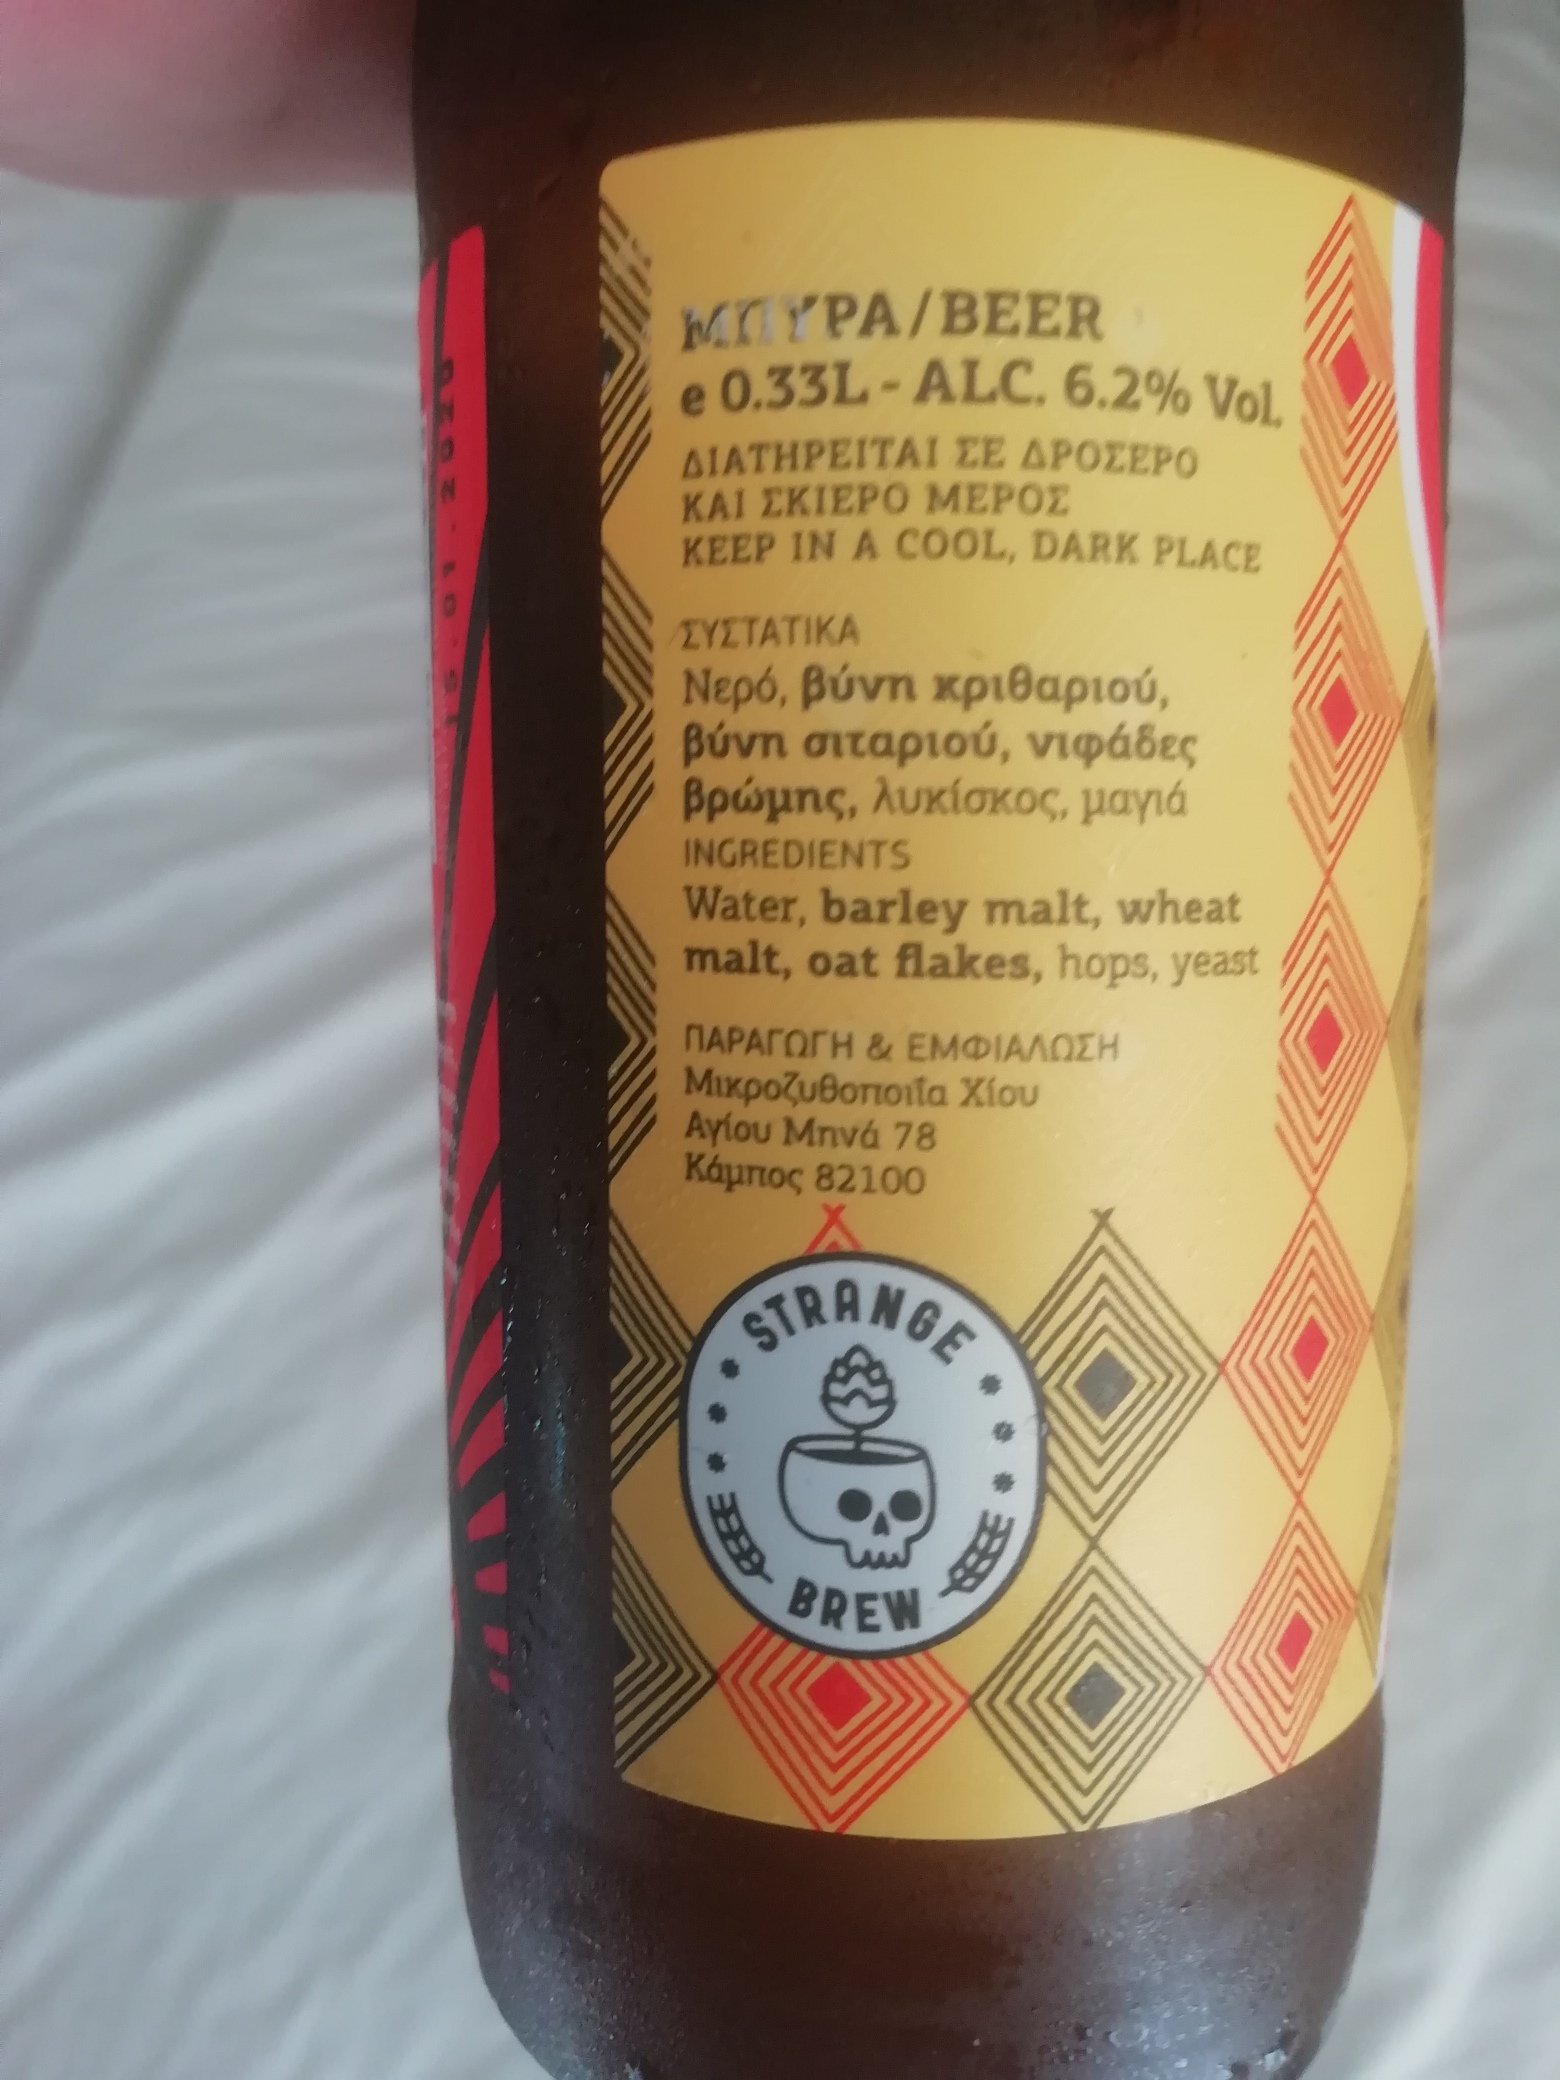 ΜΠΥΡΑ/BEER
e 0.33L - ALC. 6.2% Vol.
ΔΙΑΤΗΡΕΙΤΑΙ ΣΕ ΔΡΟΣΕΡΟ
ΚΑΙ ΣΚΙΕΡΟ ΜΕΡΟΣ
KEEP IN A COOL, DARK PLACE
ΣΥΣΤΑΤΙΚΑ
Νερό, βύνη κριθαριού,
βύνη σιταριού, νιφάδες
βρώμης, λυκίσκος, μαγιά
INGREDIENTS
Water, barley malt, wheat
malt, oat flakes, hops, yeast
ΠΑΡΑΓΩΓΗ & ΕΜΦΙΑΛΩΣΗ
Μικροζυθοποιΐα Χίου
Αγίου Μηνά 78
Κάμπος 82100
STRANGE
BREW